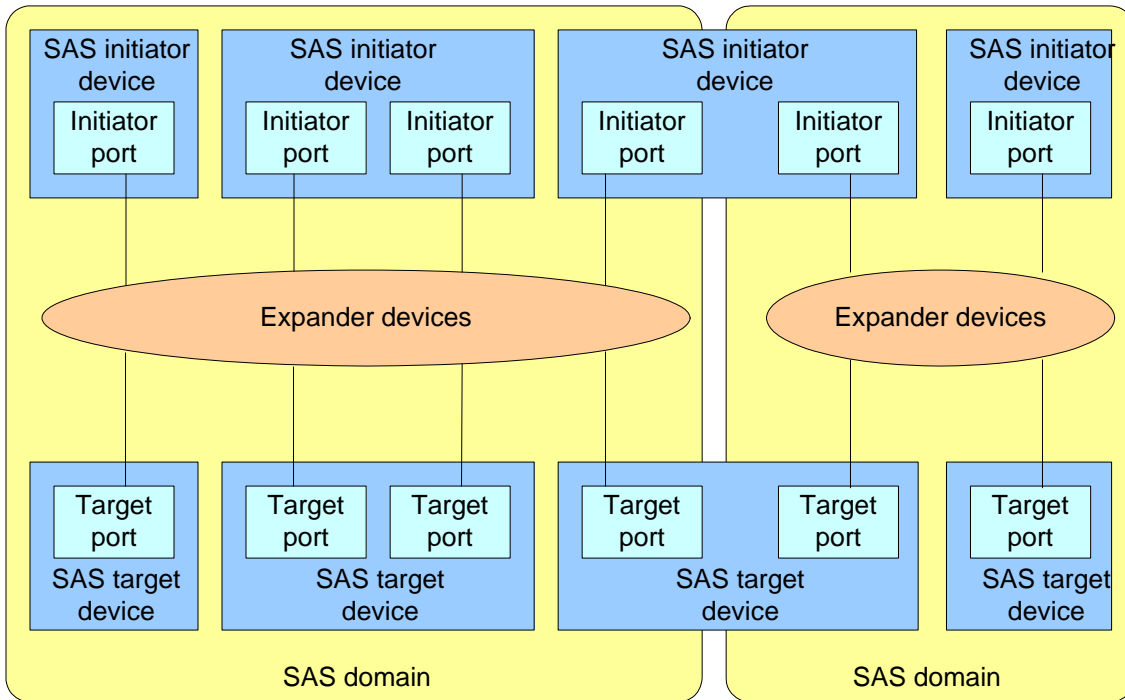 SAS initiator
device
SAS initiator
device
SAS initiator
device
SAS initiator
device
Initiator
port
Initiator
port
Initiator
port
Initiator
port
Initiator
port
Initiator
port
Expander devices
Expander devices
Target
port
Target
port
Target
port
Target
port
Target
port
Target
port
SAS target
device
SAS target
device
SAS target
device
SAS target
device
SAS domain
SAS domain